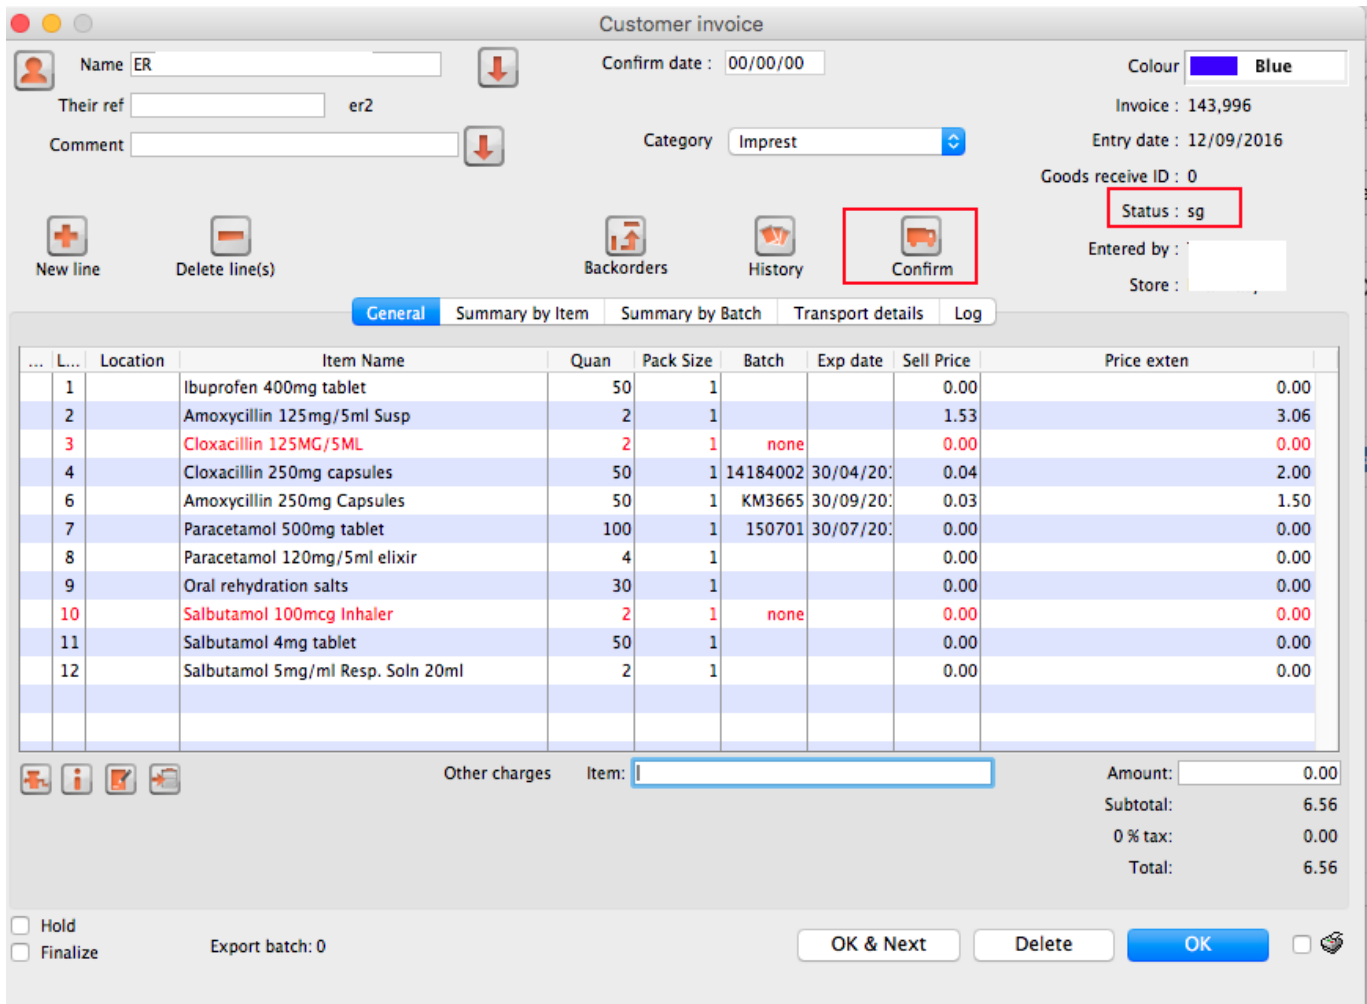 Customer invoice
Name ER Confirm date : 00/00/00 Colour Blue
Their ref er2 Invoice : 143,996
Comment Category Imprest Entry date : 12/09/2016
Goods receive ID : 0
Status : sg
Entered by :
New line Delete line(s) Backorders History Confirm
Store :
General Summary by Item Summary by Batch Transport details Log
... L... Location Item Name Quan Pack Size Batch Exp date Sell Price Price exten
1 Ibuprofen 400mg tablet 50 1 0.00 0.00
2 Amoxycillin 125mg/5ml Susp 2 1 1.53 3.06
3 Cloxacillin 125MG/5ML 2 1 none 0.00 0.00
4 Cloxacillin 250mg capsules 50 1 14184002 30/04/20 0.04 2.00
6 Amoxycillin 250mg Capsules 50 1 KM3665 30/09/20 0.03 1.50
7 Paracetamol 500mg tablet 100 1 150701 30/07/20 0.00 0.00
8 Paracetamol 120mg/5ml elixir 4 1 0.00 0.00
9 Oral rehydration salts 30 1 0.00 0.00
10 Salbutamol 100mcg Inhaler 2 1 none 0.00 0.00
11 Salbutamol 4mg tablet 50 1 0.00 0.00
12 Salbutamol 5mg/ml Resp. Soln 20ml 2 1 0.00 0.00
Other charges Item: Amount: 0.00
Subtotal: 6.56
0 % tax: 0.00
Total: 6.56
Hold
Finalize Export batch: 0 OK & Next Delete OK